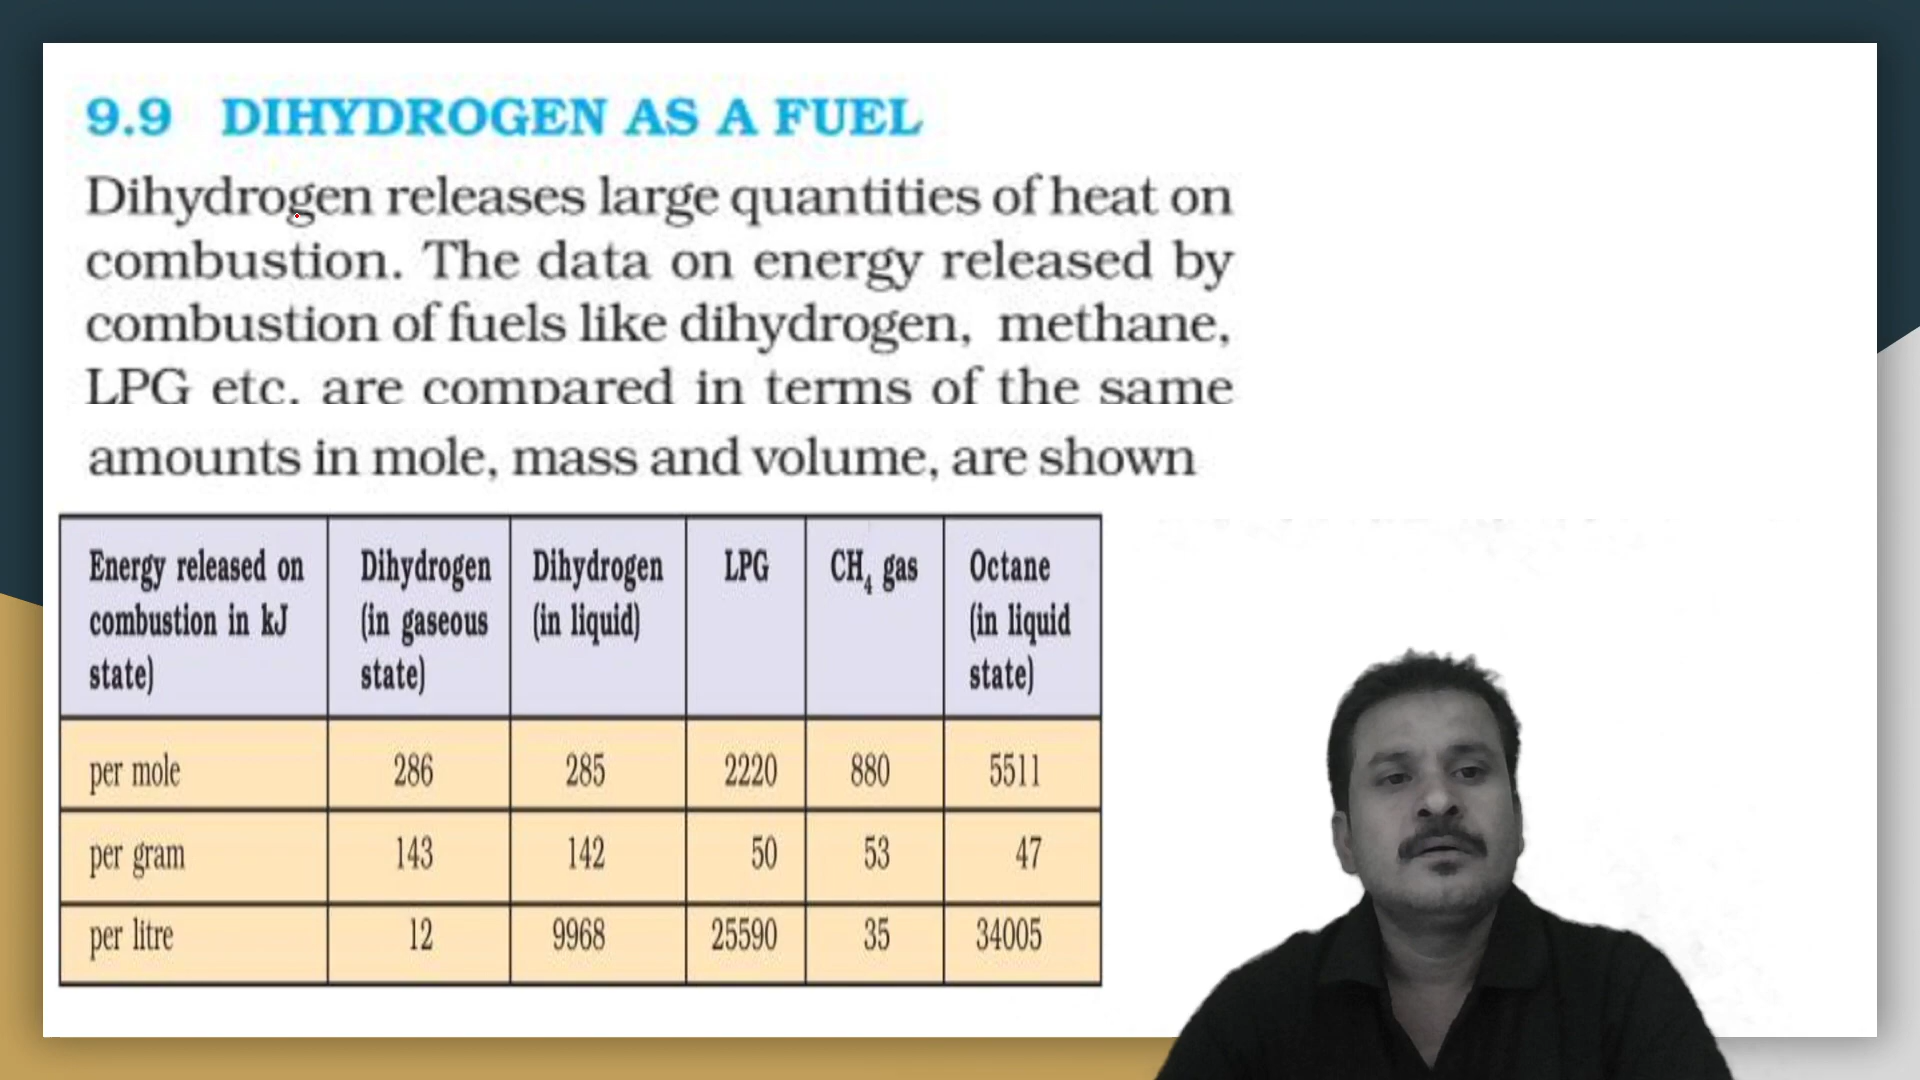 9.9 DIHYDROGEN AS A FUEL
Dihydrogen releases large quantities of heat on
combustion. The data on energy released by
combustion of fuels like dihydrogen, methane,
LPG etc. are compared in terms of the same
amounts in mole, mass and volume, are shown
Energy released on combustion in kJ state) Dihydrogen (in gaseous state) Dihydrogen (in liquid) LPG CH₄ gas Octane (in liquid state)
per mole 286 285 2220 880 5511
per gram 143 142 50 53 47
per litre 12 9968 25590 35 34005